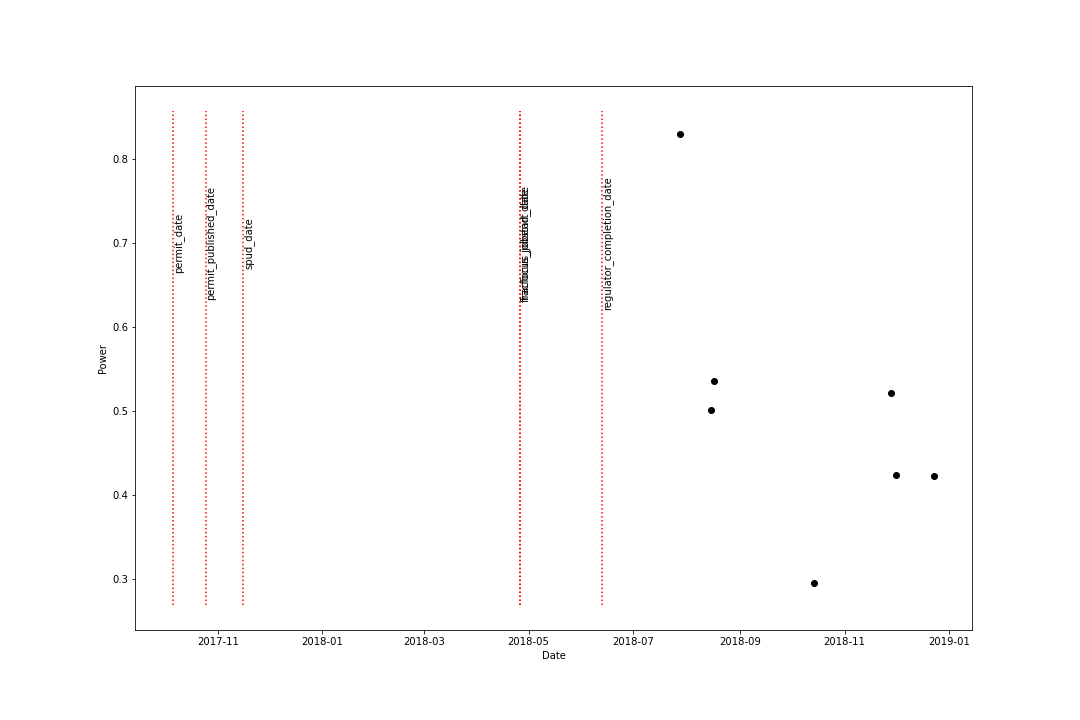 0.8
0.7
0.6
0.5
0.4
0.3
Power
permit_date
permit_published_date
spud_date
regulator_completion_date
2017-11
2018-01
2018-03
2018-05
2018-07
2018-09
2018-11
2019-01
Date